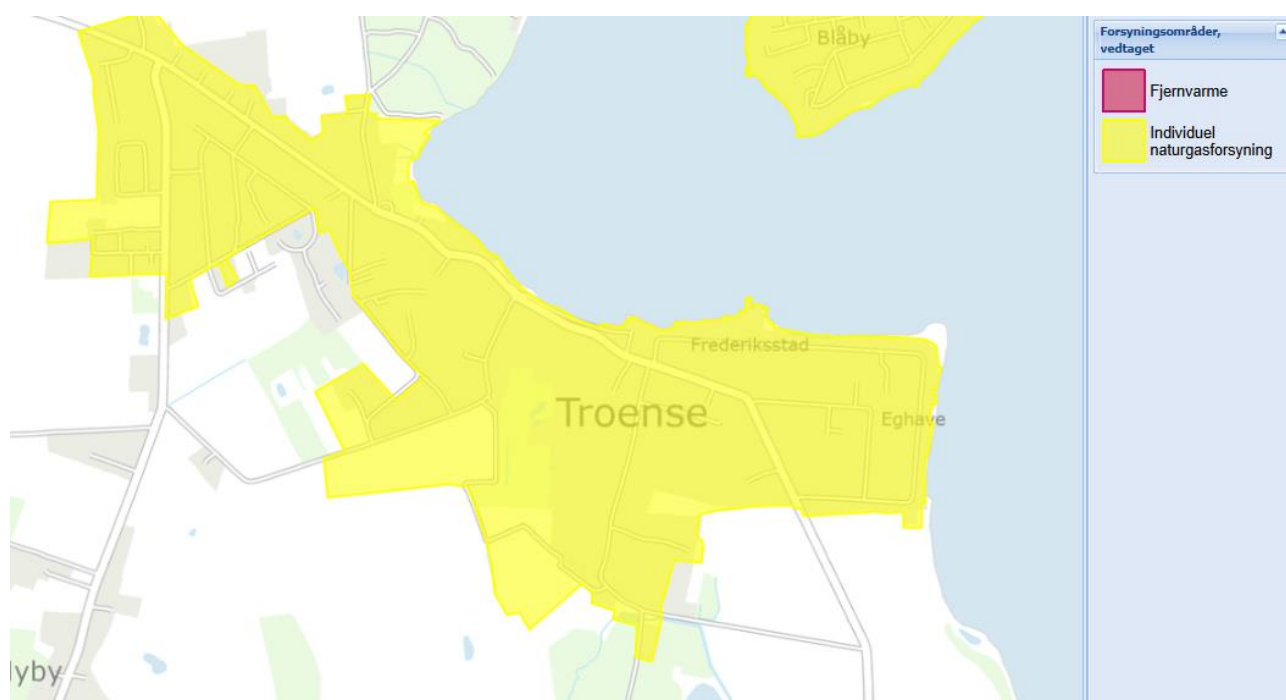 Blåby
Frederiksstad
Troense
Eghave
lyby
Forsyningsområder,
vedtaget
Fjernvarme
Individuel
naturgasforsyning